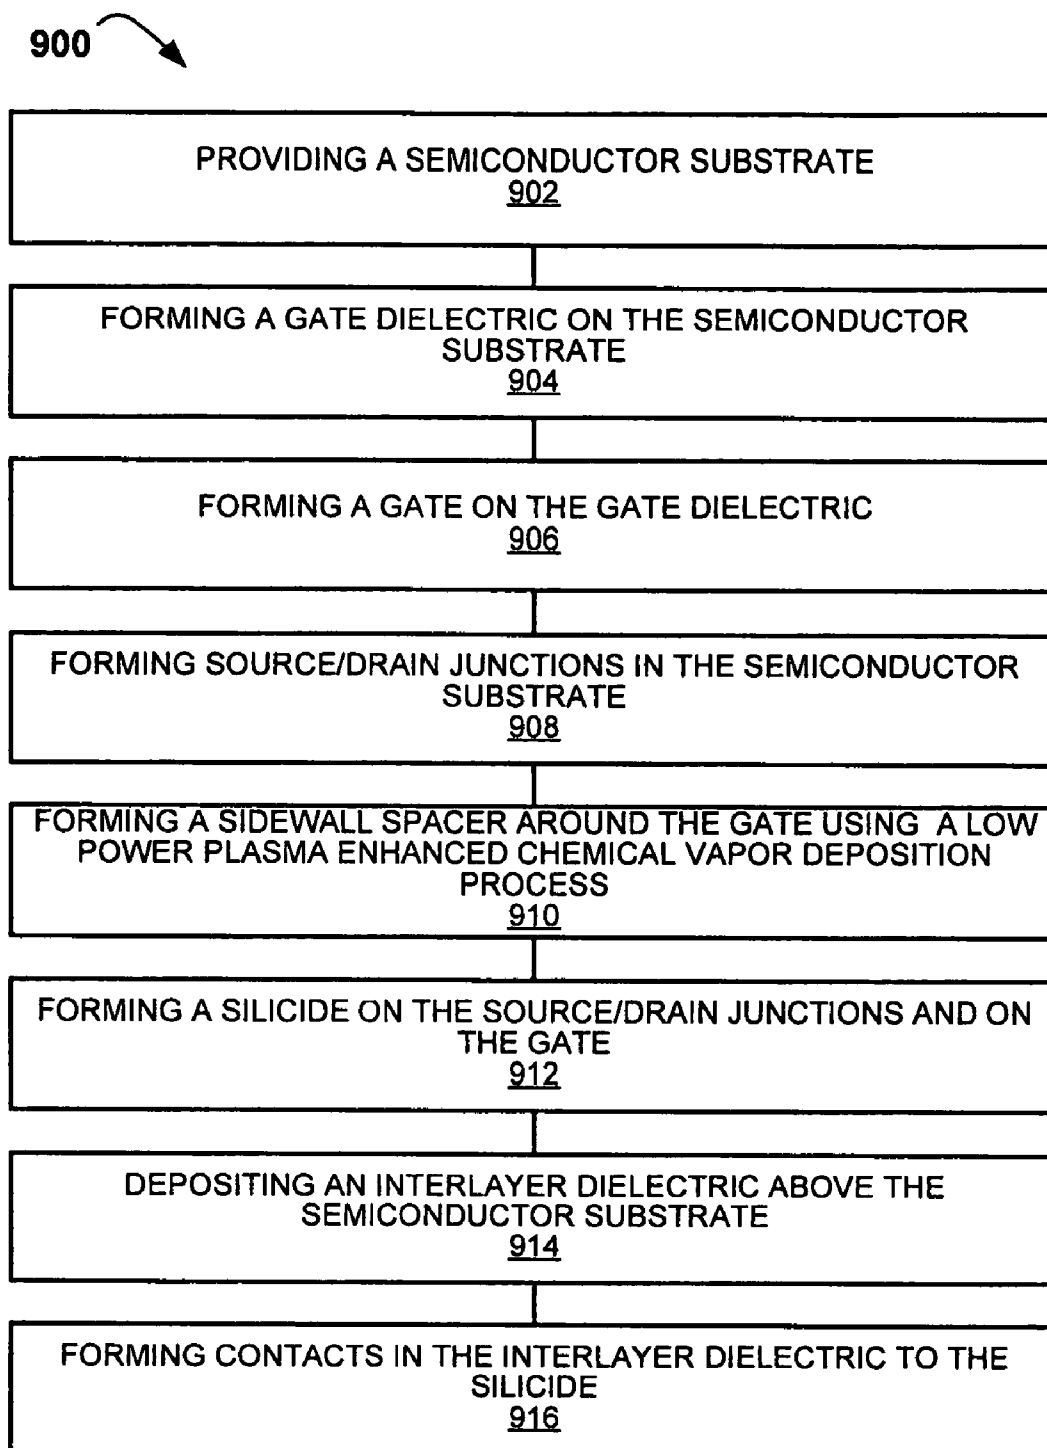 900
PROVIDING A SEMICONDUCTOR SUBSTRATE
902
FORMING A GATE DIELECTRIC ON THE SEMICONDUCTOR
SUBSTRATE
904
FORMING A GATE ON THE GATE DIELECTRIC
906
FORMING SOURCE/DRAIN JUNCTIONS IN THE SEMICONDUCTOR
SUBSTRATE
908
FORMING A SIDEWALL SPACER AROUND THE GATE USING A LOW
POWER PLASMA ENHANCED CHEMICAL VAPOR DEPOSITION
PROCESS
910
FORMING A SILICIDE ON THE SOURCE/DRAIN JUNCTIONS AND ON
THE GATE
912
DEPOSITING AN INTERLAYER DIELECTRIC ABOVE THE
SEMICONDUCTOR SUBSTRATE
914
FORMING CONTACTS IN THE INTERLAYER DIELECTRIC TO THE
SILICIDE
916